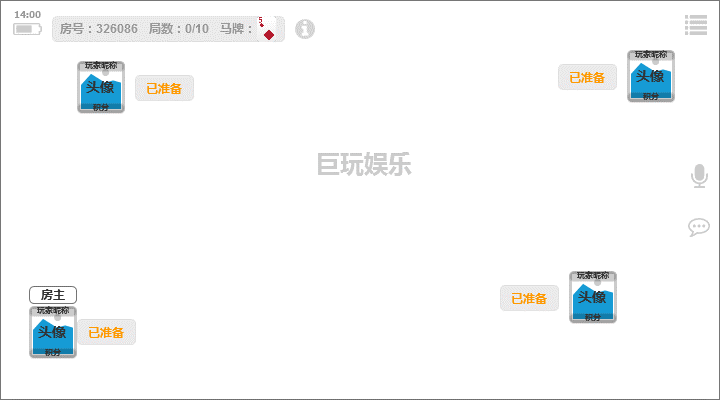 14:00
房号：326086 局数：0/10 马牌：5
玩家昵称
头像
积分
已准备
已准备
玩家昵称
头像
积分
巨玩娱乐
房主
玩家昵称
头像
积分
已准备
已准备
玩家昵称
头像
积分